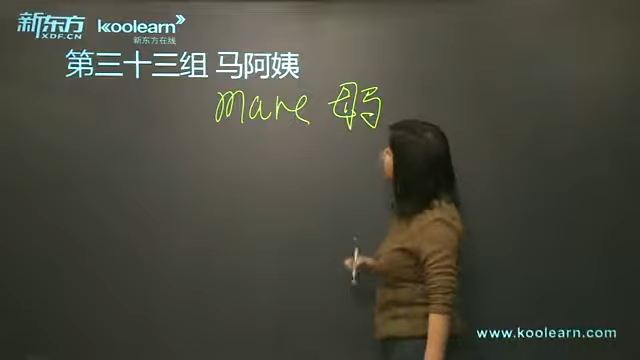 新东方 koolearn
XDF.CN 新东方在线
第三十三组 马阿姨
mare 母马
www.koolearn.com